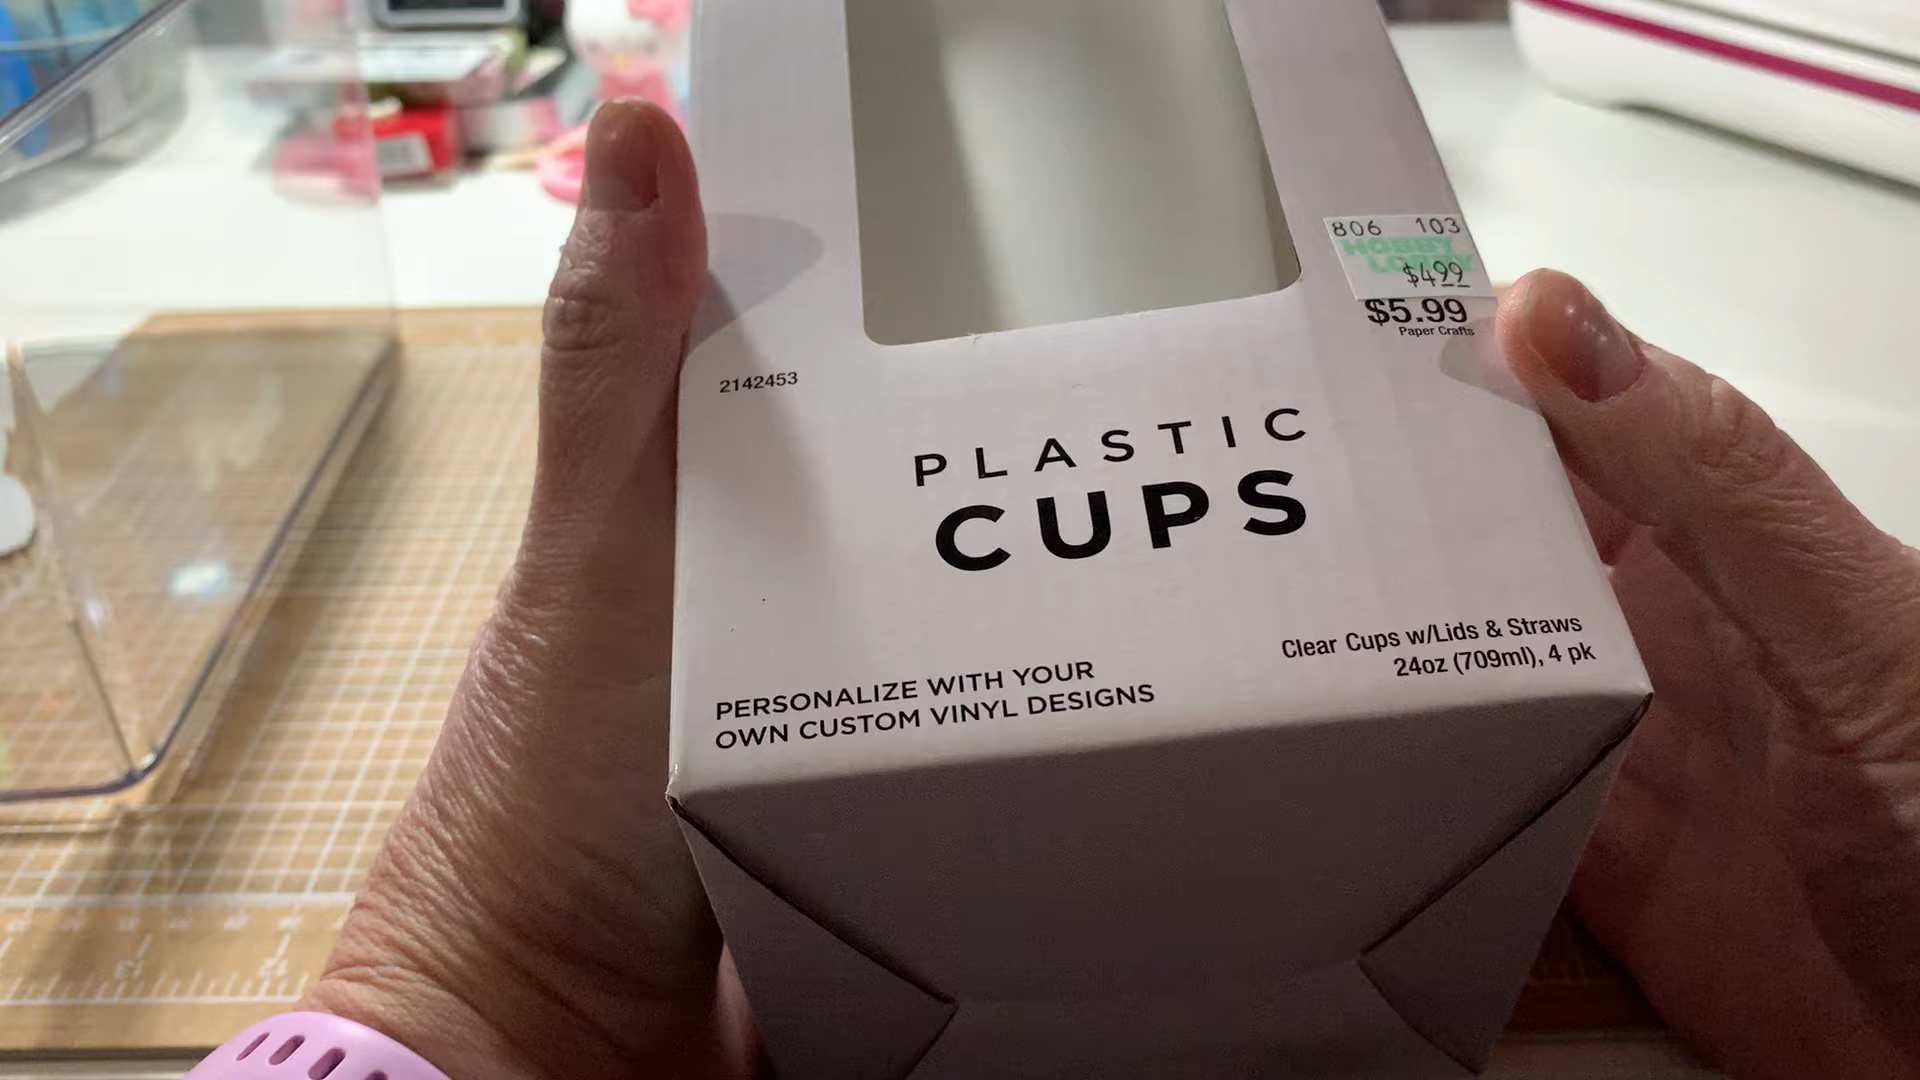 806 103
HOBBY
LOBBY
$4.99
$5.99
Paper Crafts
2142453
PLASTIC
CUPS
Clear Cups w/Lids & Straws
24oz (709ml), 4 pk
PERSONALIZE WITH YOUR
OWN CUSTOM VINYL DESIGNS